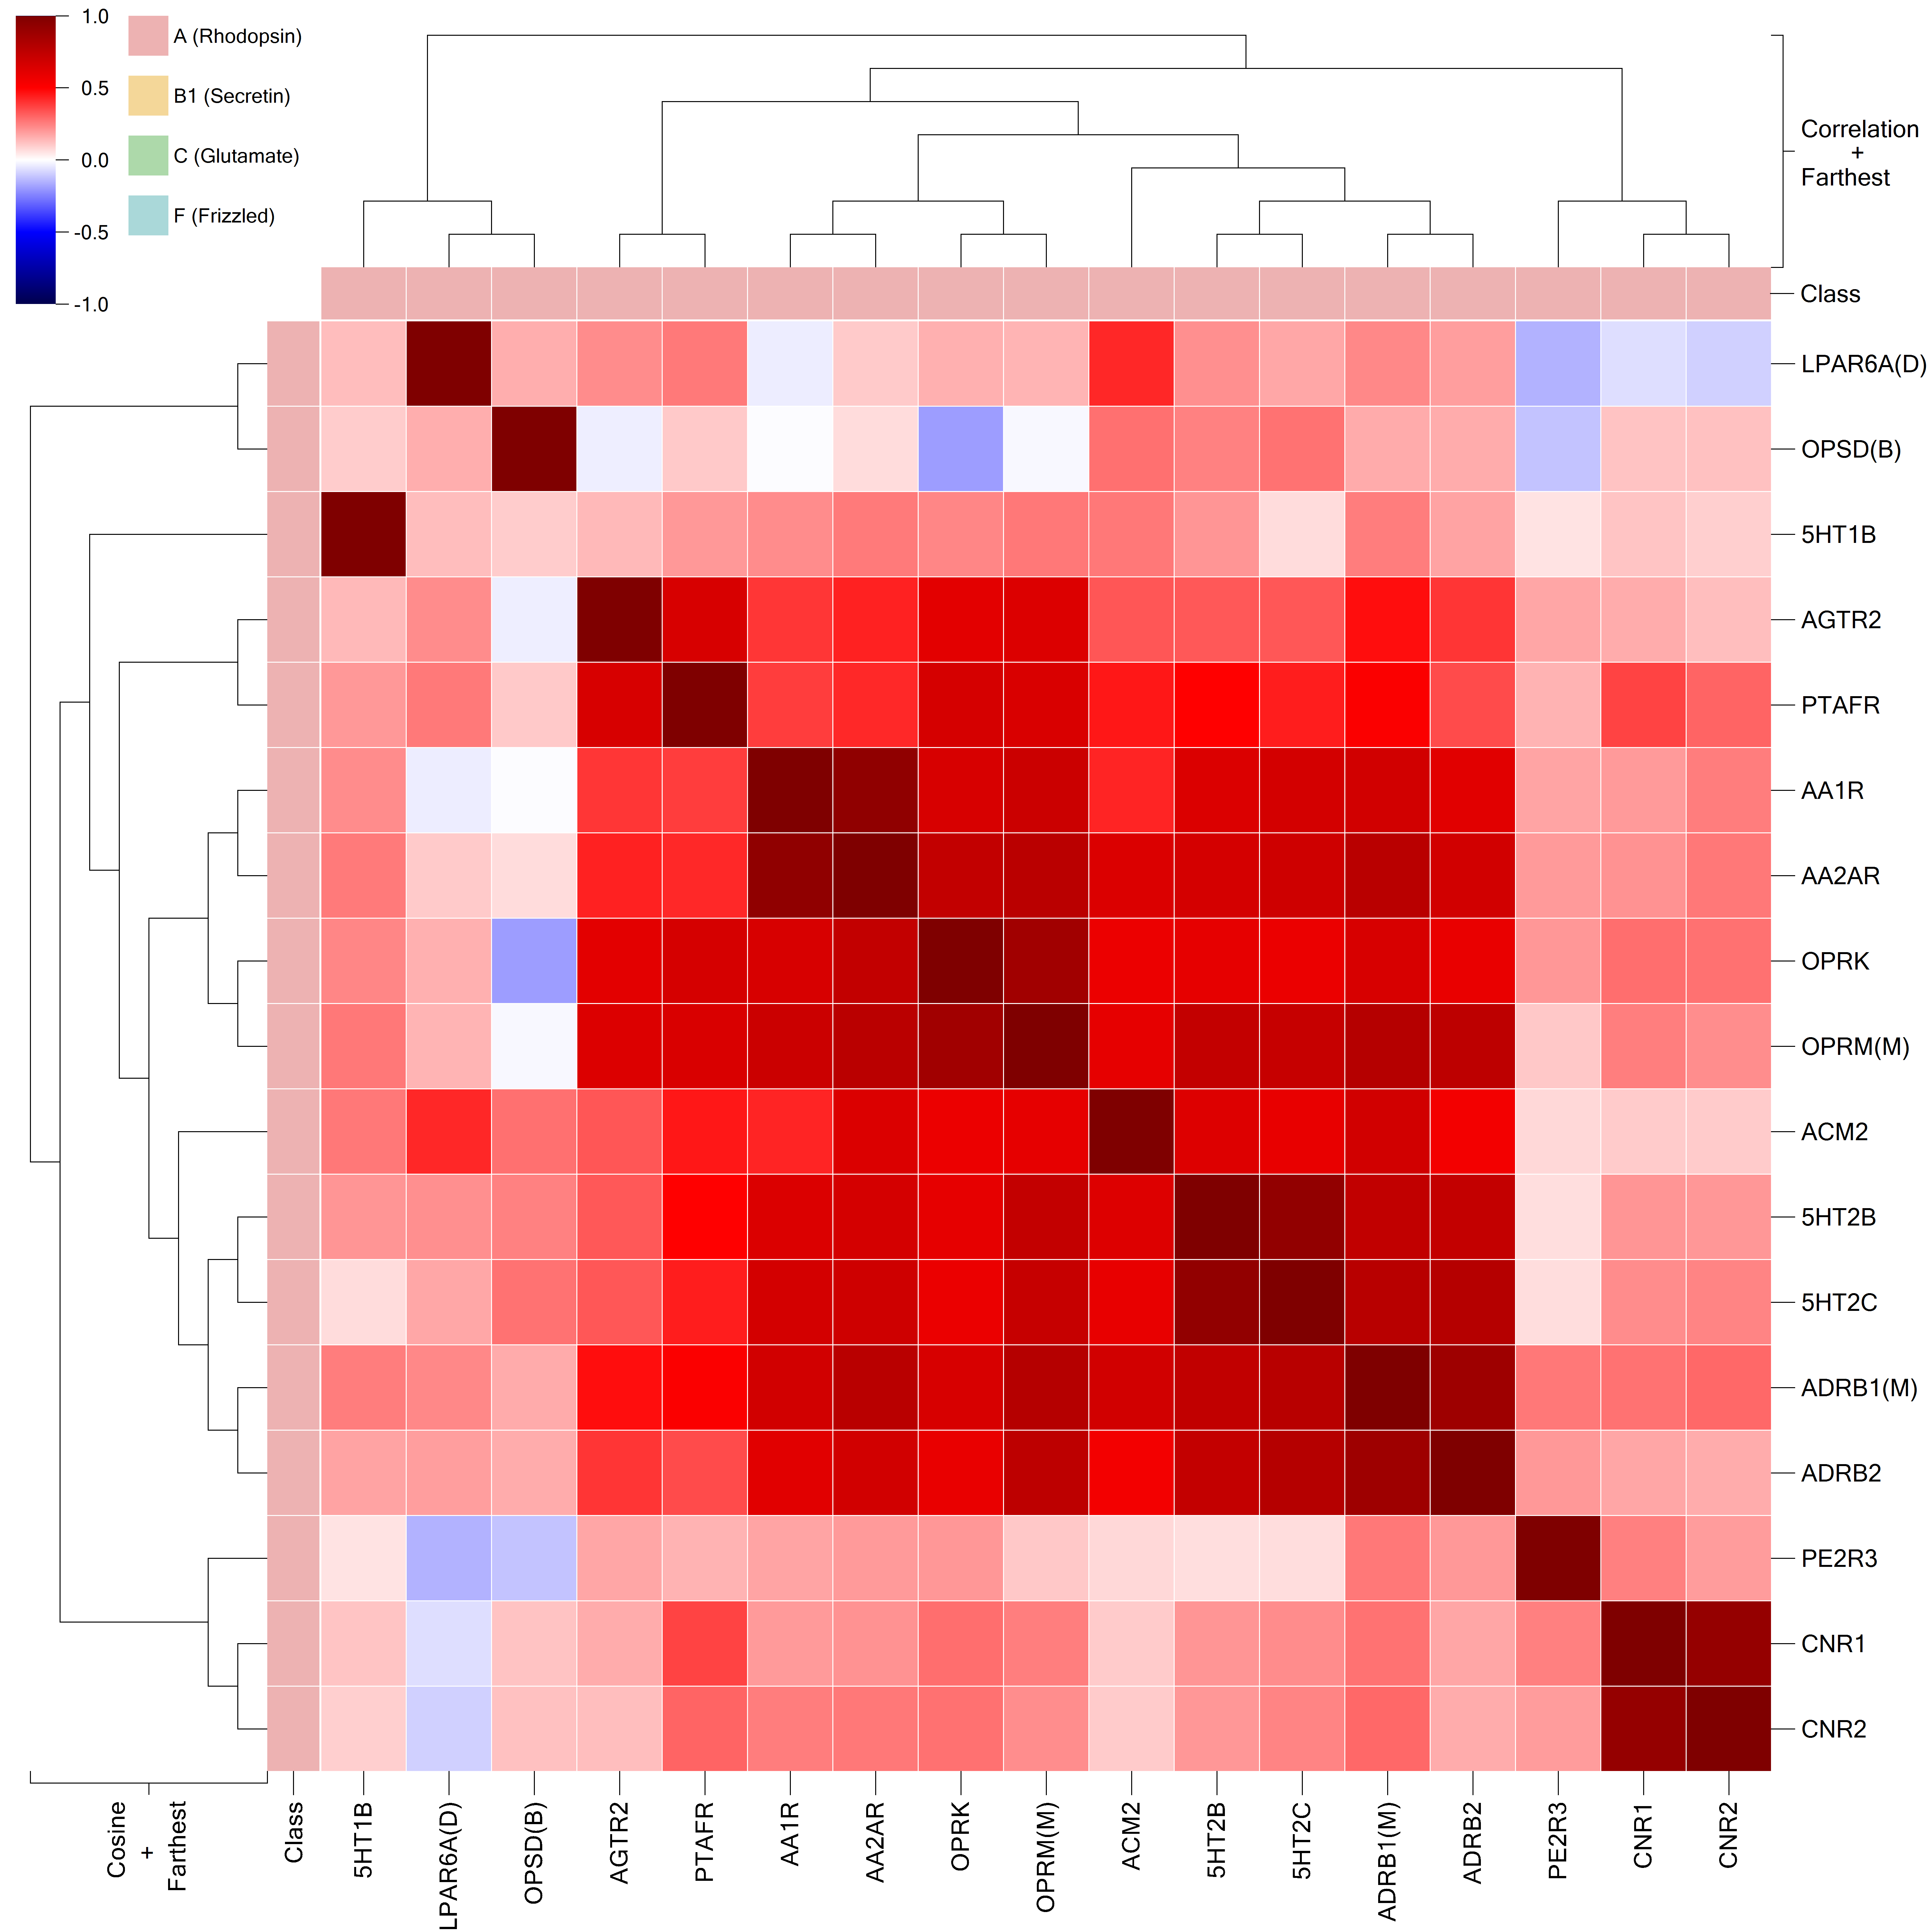 1.0
0.5
0.0
-0.5
-1.0
A (Rhodopsin)
B1 (Secretin)
C (Glutamate)
F (Frizzled)
Correlation
+
Farthest
Class
LPAR6A(D)
OPSD(B)
5HT1B
AGTR2
PTAFR
AA1R
AA2AR
OPRK
OPRM(M)
ACM2
5HT2B
5HT2C
ADRB1(M)
ADRB2
PE2R3
CNR1
CNR2
Cosine
+
Farthest
Class
5HT1B
LPAR6A(D)
OPSD(B)
AGTR2
PTAFR
AA1R
AA2AR
OPRK
OPRM(M)
ACM2
5HT2B
5HT2C
ADRB1(M)
ADRB2
PE2R3
CNR1
CNR2